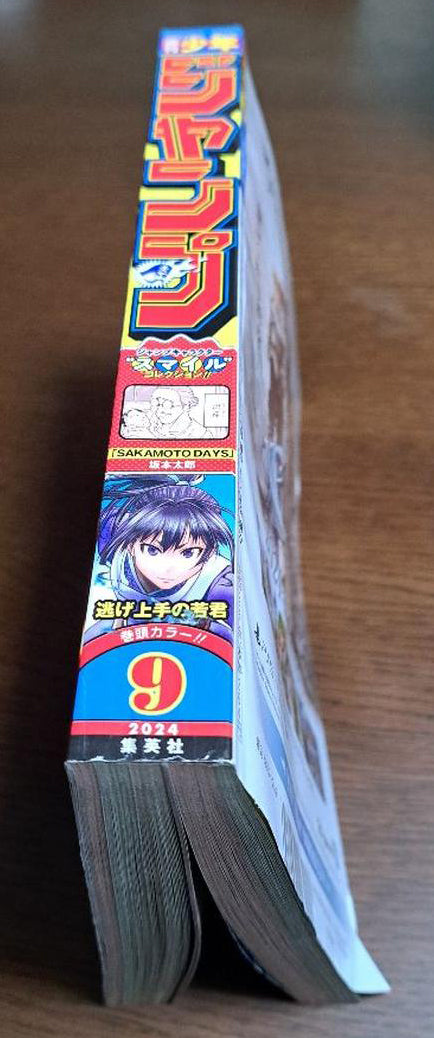 少年
ジャンプ
ジャンプキャラクター
"スマイル"
コレクション!!
「SAKAMOTO DAYS」
坂本太郎
逃げ上手の若君
巻頭カラー!!
9
2024
集英社